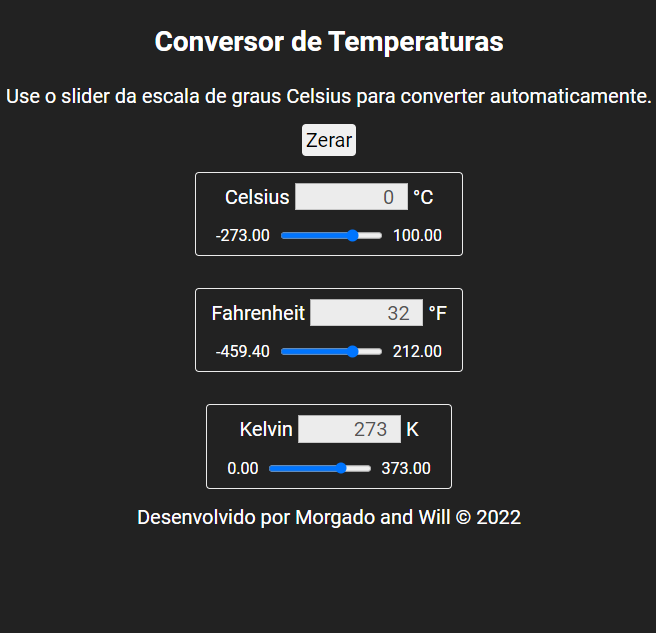 Conversor de Temperaturas
Use o slider da escala de graus Celsius para converter automaticamente.
Zerar
Celsius 0 °C
-273.00 100.00
Fahrenheit 32 °F
-459.40 212.00
Kelvin 273 K
0.00 373.00
Desenvolvido por Morgado and Will © 2022